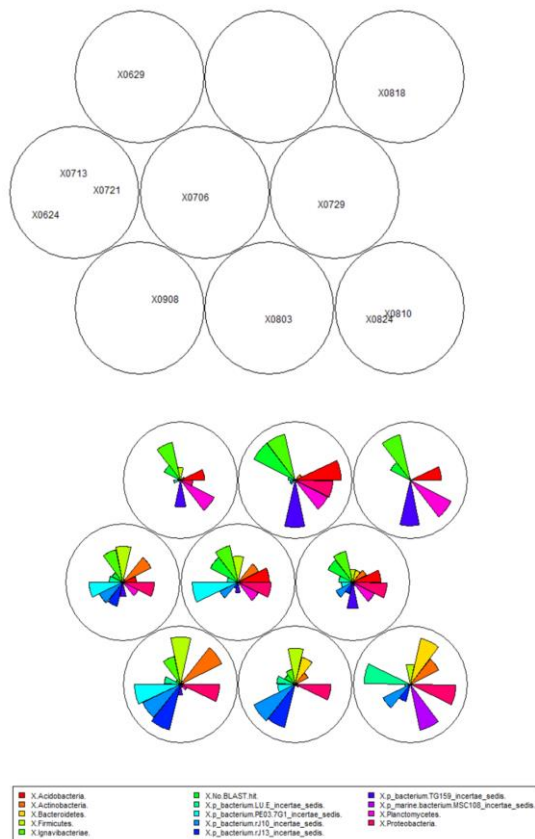 X0629
X0818
X0713
X0721
X0624
X0706
X0729
X0908
X0803
X0824
X0810
X.Acidobacteria.
X.Actinobacteria.
X.Bacteroidetes.
X.Firmicutes.
X.Ignavibacteriae.
X.No.BLAST.hit.
X.p_bacterium.LU.E_incertae_sedis.
X.p_bacterium.PE03.7G1_incertae_sedis.
X.p_bacterium.rJ10_incertae_sedis.
X.p_bacterium.rJ13_incertae_sedis.
X.p_bacterium.TG159_incertae_sedis.
X.p_marine.bacterium.MSC108_incertae_sedis.
X.Planctomycetes.
X.Proteobacteria.